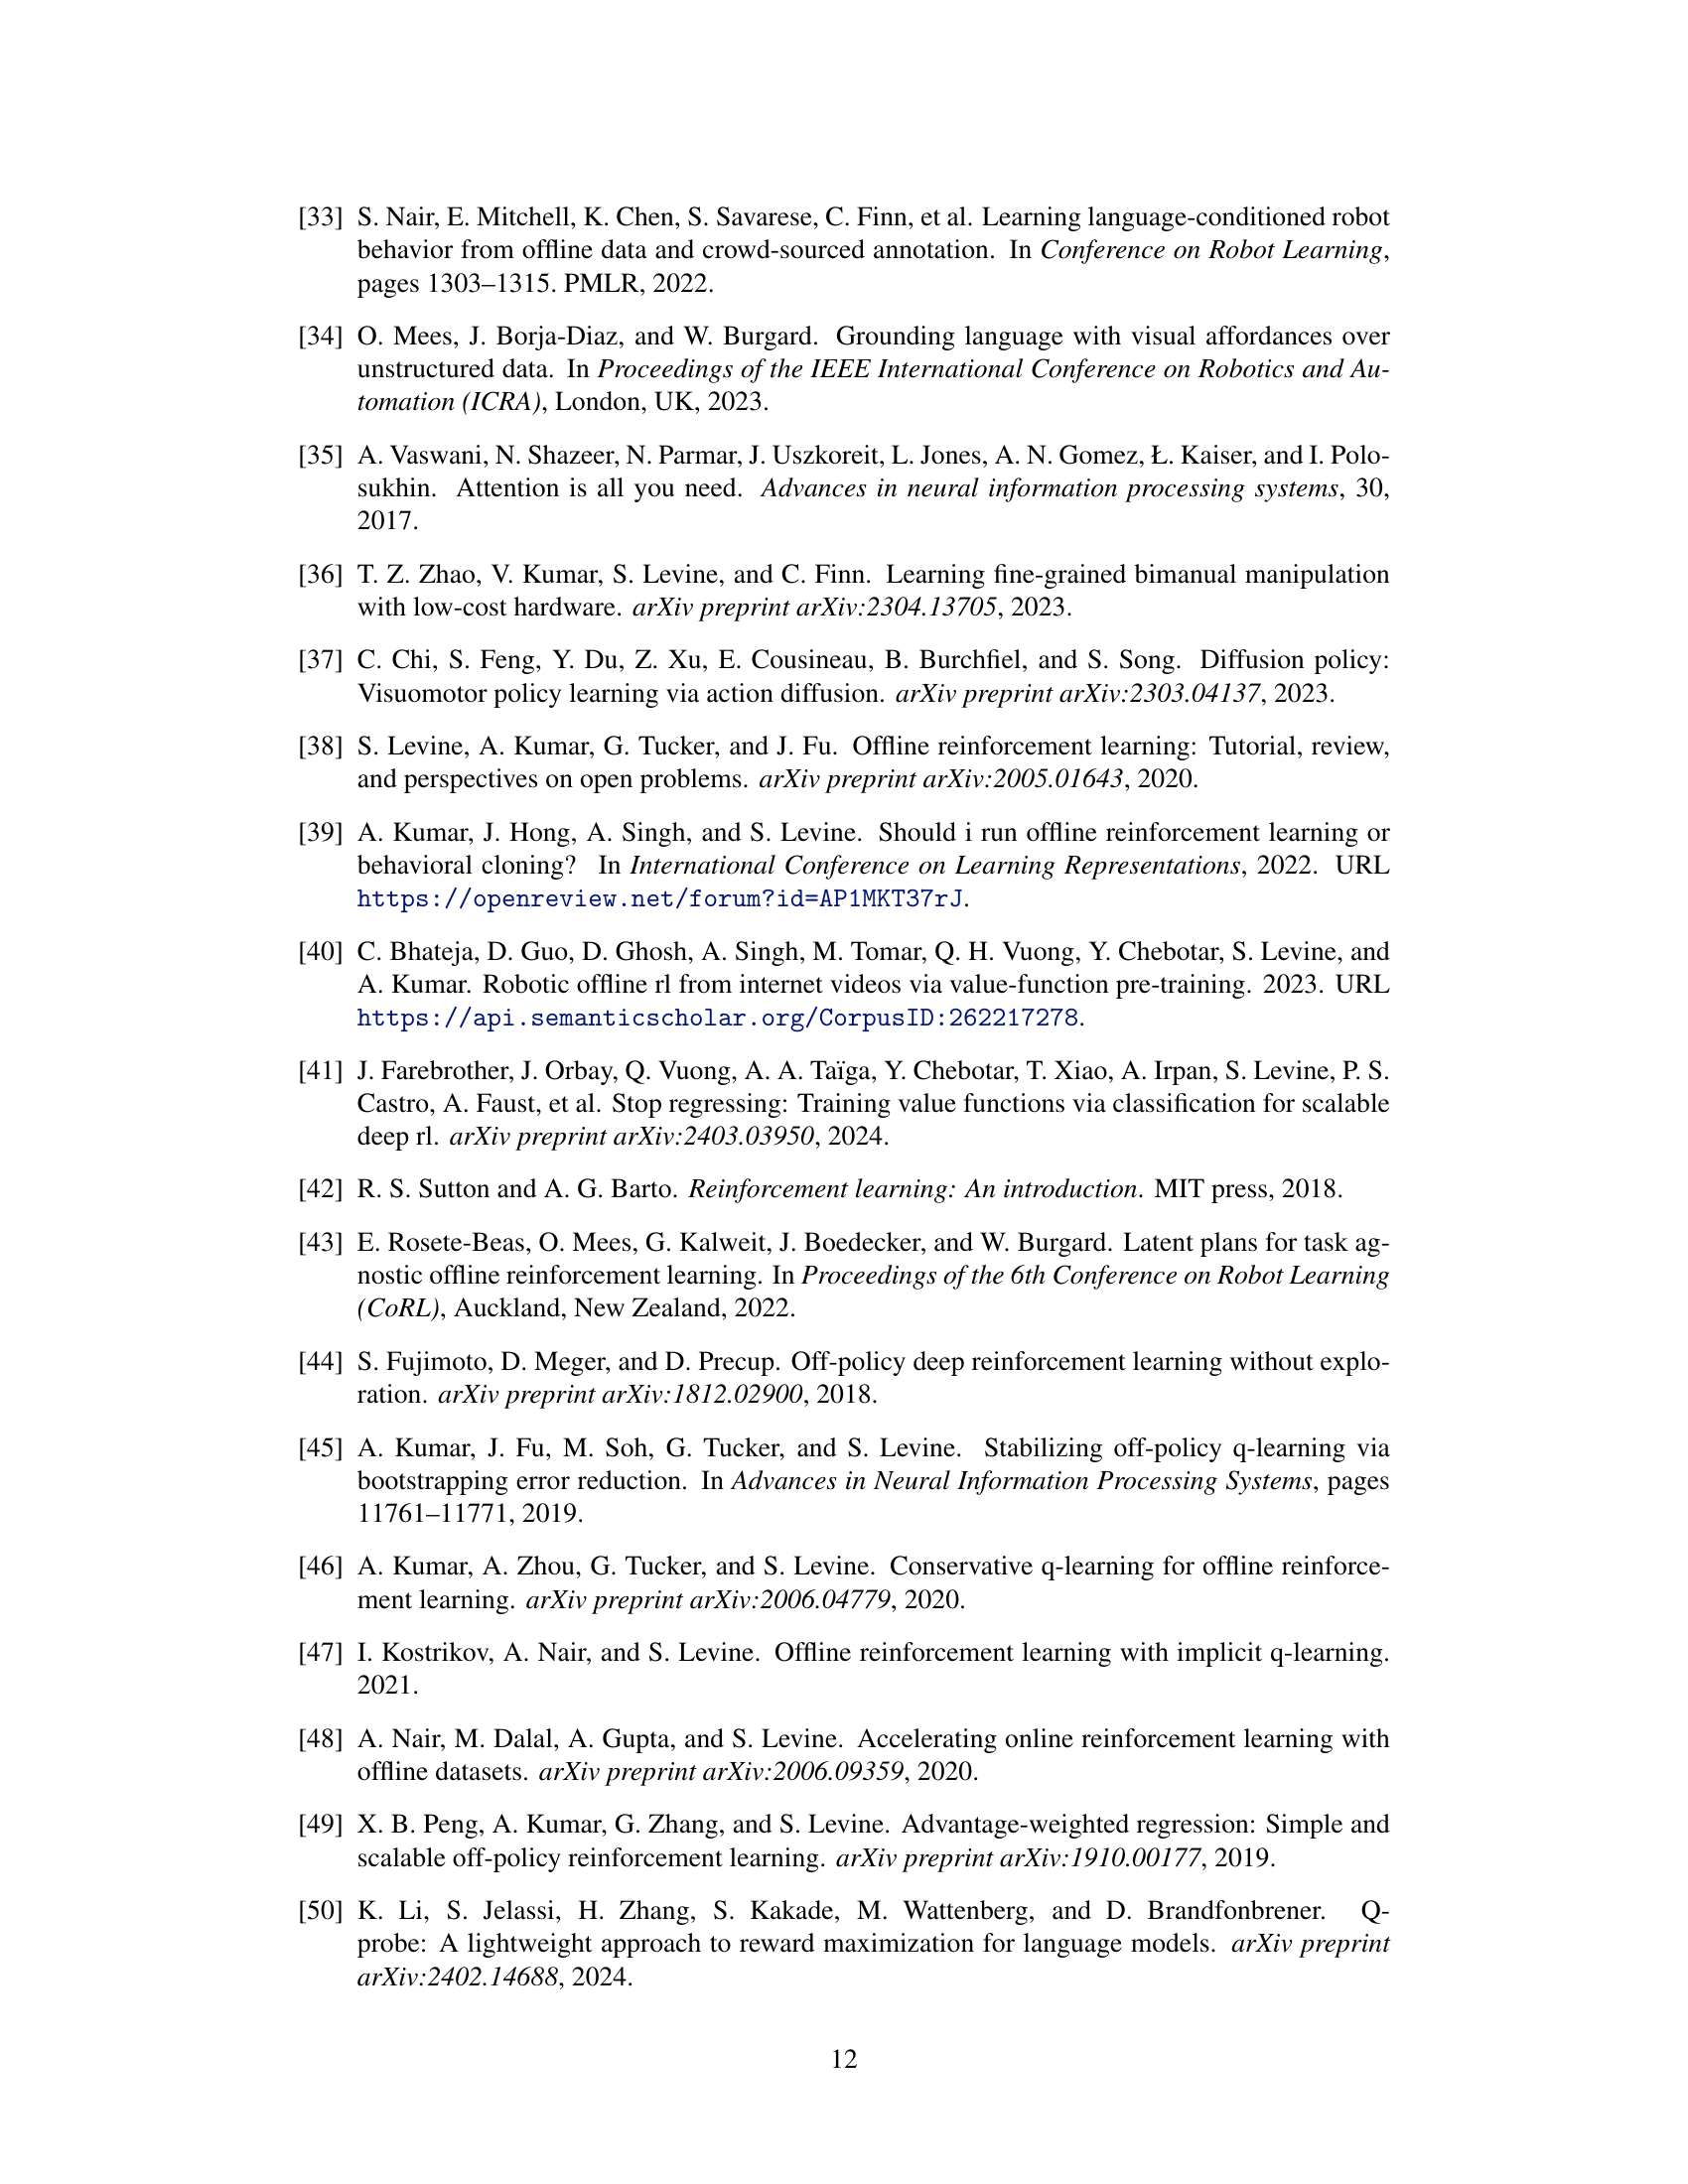 [33] S. Nair, E. Mitchell, K. Chen, S. Savarese, C. Finn, et al. Learning language-conditioned robot
behavior from offline data and crowd-sourced annotation. In Conference on Robot Learning,
pages 1303–1315. PMLR, 2022.
[34] O. Mees, J. Borja-Diaz, and W. Burgard. Grounding language with visual affordances over
unstructured data. In Proceedings of the IEEE International Conference on Robotics and Au-
tomation (ICRA), London, UK, 2023.
[35] A. Vaswani, N. Shazeer, N. Parmar, J. Uszkoreit, L. Jones, A. N. Gomez, Ł. Kaiser, and I. Polo-
sukhin. Attention is all you need. Advances in neural information processing systems, 30,
2017.
[36] T. Z. Zhao, V. Kumar, S. Levine, and C. Finn. Learning fine-grained bimanual manipulation
with low-cost hardware. arXiv preprint arXiv:2304.13705, 2023.
[37] C. Chi, S. Feng, Y. Du, Z. Xu, E. Cousineau, B. Burchfiel, and S. Song. Diffusion policy:
Visuomotor policy learning via action diffusion. arXiv preprint arXiv:2303.04137, 2023.
[38] S. Levine, A. Kumar, G. Tucker, and J. Fu. Offline reinforcement learning: Tutorial, review,
and perspectives on open problems. arXiv preprint arXiv:2005.01643, 2020.
[39] A. Kumar, J. Hong, A. Singh, and S. Levine. Should i run offline reinforcement learning or
behavioral cloning? In International Conference on Learning Representations, 2022. URL
https://openreview.net/forum?id=AP1MKT37rJ.
[40] C. Bhateja, D. Guo, D. Ghosh, A. Singh, M. Tomar, Q. H. Vuong, Y. Chebotar, S. Levine, and
A. Kumar. Robotic offline rl from internet videos via value-function pre-training. 2023. URL
https://api.semanticscholar.org/CorpusID:262217278.
[41] J. Farebrother, J. Orbay, Q. Vuong, A. A. Taïga, Y. Chebotar, T. Xiao, A. Irpan, S. Levine, P. S.
Castro, A. Faust, et al. Stop regressing: Training value functions via classification for scalable
deep rl. arXiv preprint arXiv:2403.03950, 2024.
[42] R. S. Sutton and A. G. Barto. Reinforcement learning: An introduction. MIT press, 2018.
[43] E. Rosete-Beas, O. Mees, G. Kalweit, J. Boedecker, and W. Burgard. Latent plans for task ag-
nostic offline reinforcement learning. In Proceedings of the 6th Conference on Robot Learning
(CoRL), Auckland, New Zealand, 2022.
[44] S. Fujimoto, D. Meger, and D. Precup. Off-policy deep reinforcement learning without explo-
ration. arXiv preprint arXiv:1812.02900, 2018.
[45] A. Kumar, J. Fu, M. Soh, G. Tucker, and S. Levine. Stabilizing off-policy q-learning via
bootstrapping error reduction. In Advances in Neural Information Processing Systems, pages
11761–11771, 2019.
[46] A. Kumar, A. Zhou, G. Tucker, and S. Levine. Conservative q-learning for offline reinforce-
ment learning. arXiv preprint arXiv:2006.04779, 2020.
[47] I. Kostrikov, A. Nair, and S. Levine. Offline reinforcement learning with implicit q-learning.
2021.
[48] A. Nair, M. Dalal, A. Gupta, and S. Levine. Accelerating online reinforcement learning with
offline datasets. arXiv preprint arXiv:2006.09359, 2020.
[49] X. B. Peng, A. Kumar, G. Zhang, and S. Levine. Advantage-weighted regression: Simple and
scalable off-policy reinforcement learning. arXiv preprint arXiv:1910.00177, 2019.
[50] K. Li, S. Jelassi, H. Zhang, S. Kakade, M. Wattenberg, and D. Brandfonbrener. Q-
probe: A lightweight approach to reward maximization for language models. arXiv preprint
arXiv:2402.14688, 2024.
12